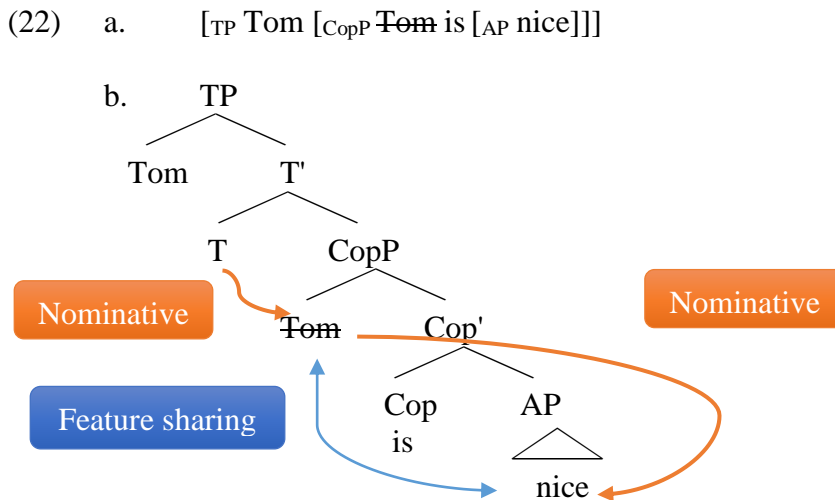 (22) a. [TP Tom [CopP Tom is [AP nice]]]
b. TP
Tom T'
T CopP
Nominative Nominative
Tom Cop'
Feature sharing
Cop AP
is
nice